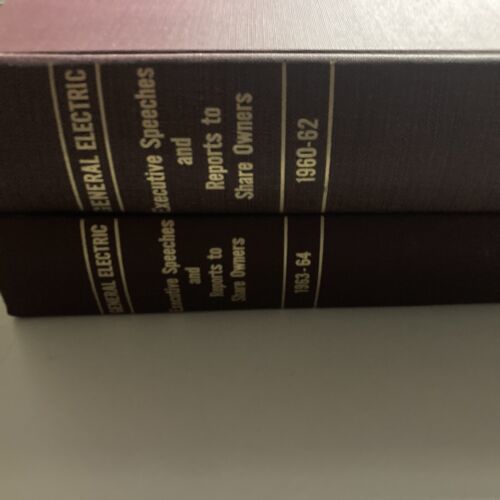 GENERAL ELECTRIC
Executive Speeches
and
Reports to
Share Owners
1960-62
GENERAL ELECTRIC
Executive Speeches
and
Reports to
Share Owners
1963-64